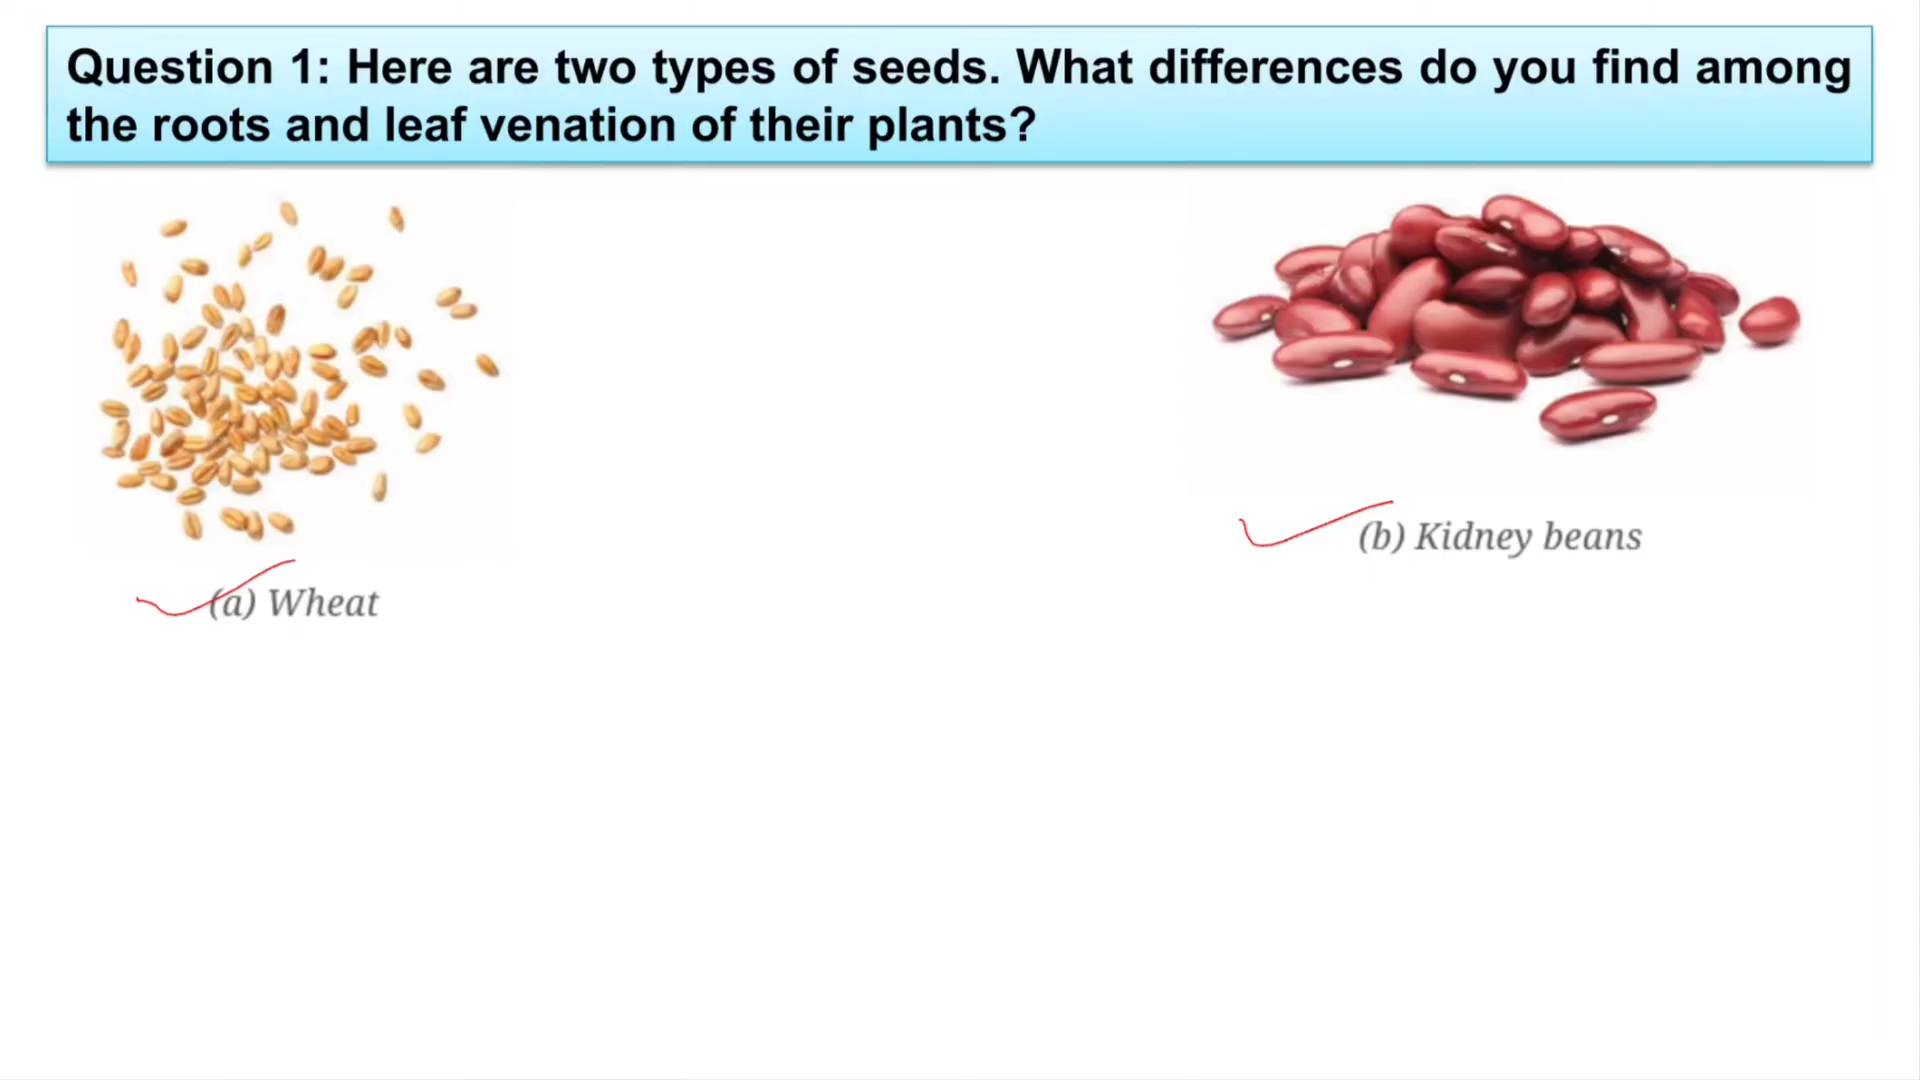 Question 1: Here are two types of seeds. What differences do you find among
the roots and leaf venation of their plants?
(b) Kidney beans
(a) Wheat